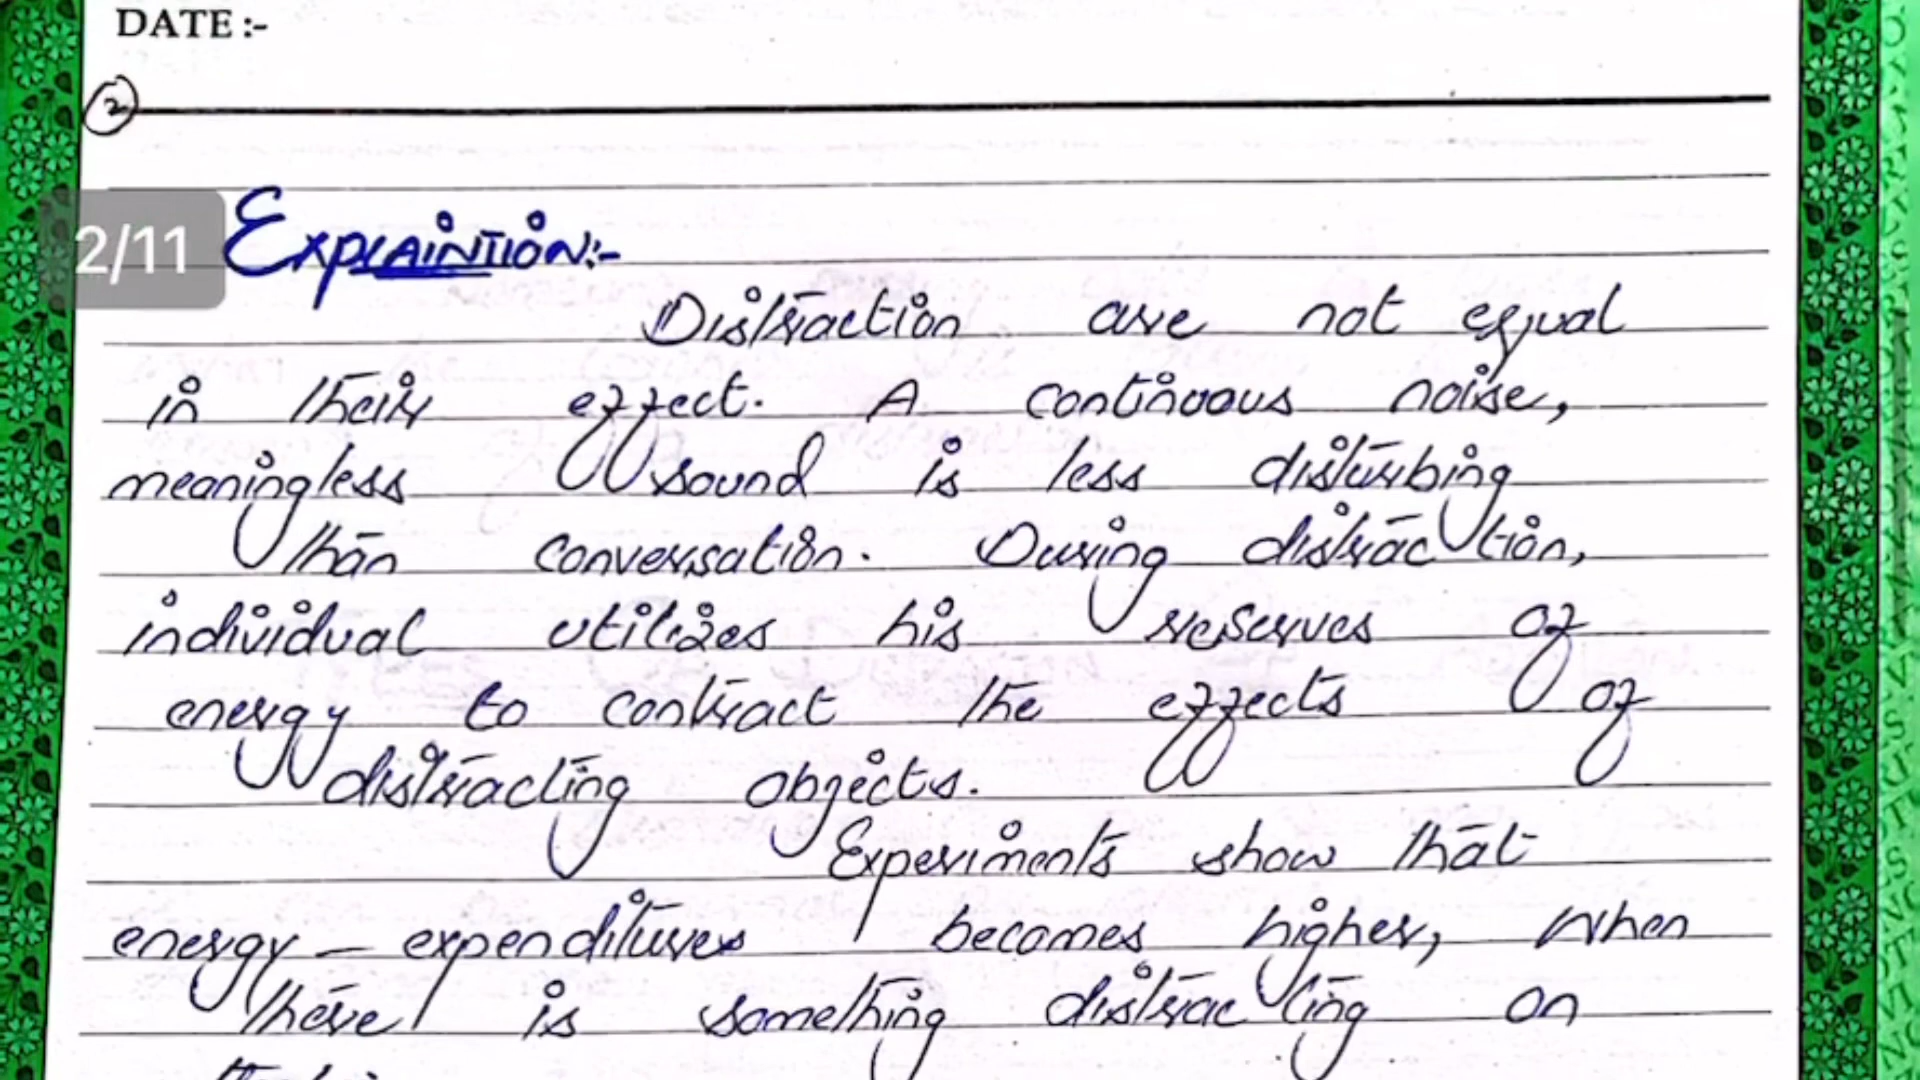 DATE :-
2
2/11
Explaintion:-
Distraction are not equal
in their effect. A continuous noise,
meaningless sound is less disturbing
than conversation. During distraction,
individual utilizes his reserves of
energy to contract the effects of
distracting objects.
Experiments show that
energy - expenditures becomes higher, when
there is something distracting on